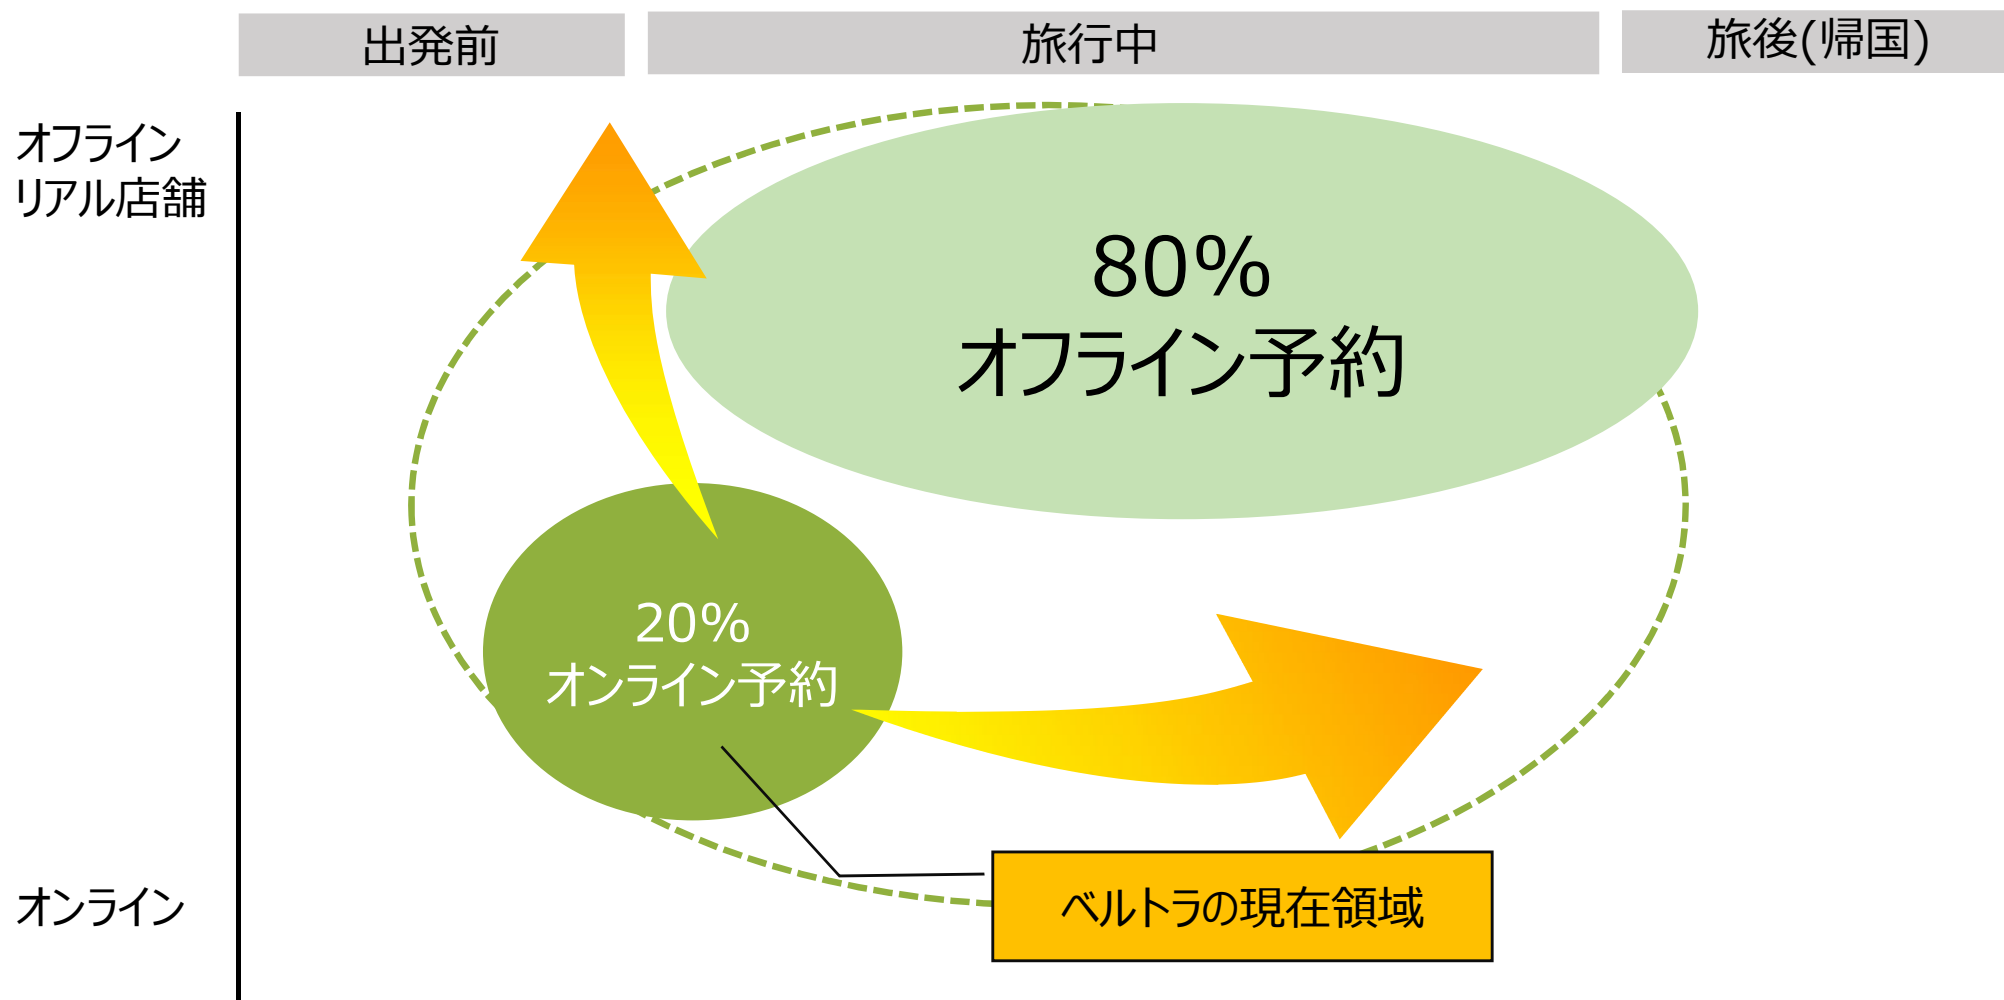 出発前
旅行中
旅後(帰国)
オフライン
リアル店舗
80%
オフライン予約
20%
オンライン予約
オンライン
ベルトラの現在領域